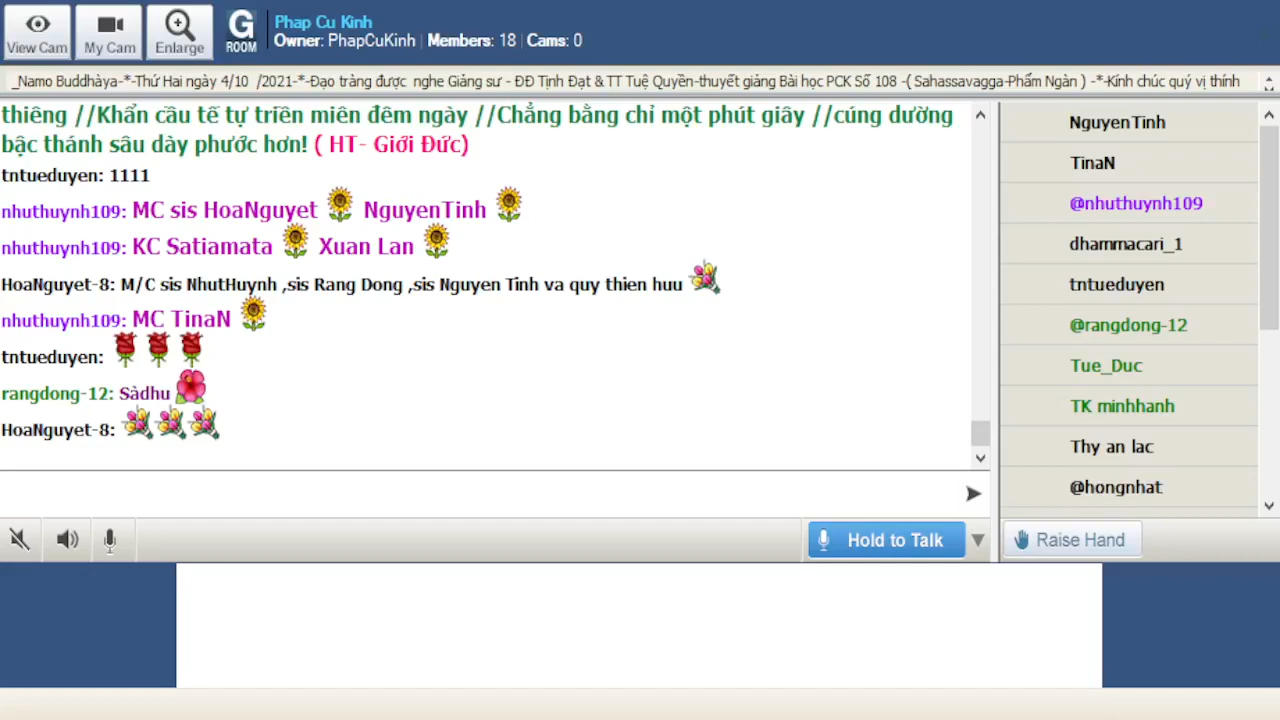 View Cam
My Cam
Enlarge
G
ROOM
Phap Cu Kinh
Owner: PhapCuKinh | Members: 18 | Cams: 0
_Namo Buddhàya-*-Thứ Hai ngày 4/10 /2021-*-Đạo tràng được nghe Giảng sư - ĐĐ Tịnh Đạt & TT Tuệ Quyền-thuyết giảng Bài học PCK Số 108 -( Sahassavagga-Phẩm Ngàn ) -*-Kính chúc quý vị thính
thiêng //Khẩn cầu tế tự triền miên đêm ngày //Chẳng bằng chỉ một phút giây //cúng dường
bậc thánh sâu dày phước hơn! ( HT- Giới Đức)
tntueduyen: 1111
nhuthuynh109: MC sis HoaNguyet NguyenTinh
nhuthuynh109: KC Satiamata Xuan Lan
HoaNguyet-8: M/C sis NhutHuynh ,sis Rang Dong ,sis Nguyen Tinh va quy thien huu
nhuthuynh109: MC TinaN
tntueduyen:
rangdong-12: Sàdhu
HoaNguyet-8:
NguyenTinh
TinaN
@nhuthuynh109
dhammacari_1
tntueduyen
@rangdong-12
Tue_Duc
TK minhhanh
Thy an lac
@hongnhat
Hold to Talk
Raise Hand